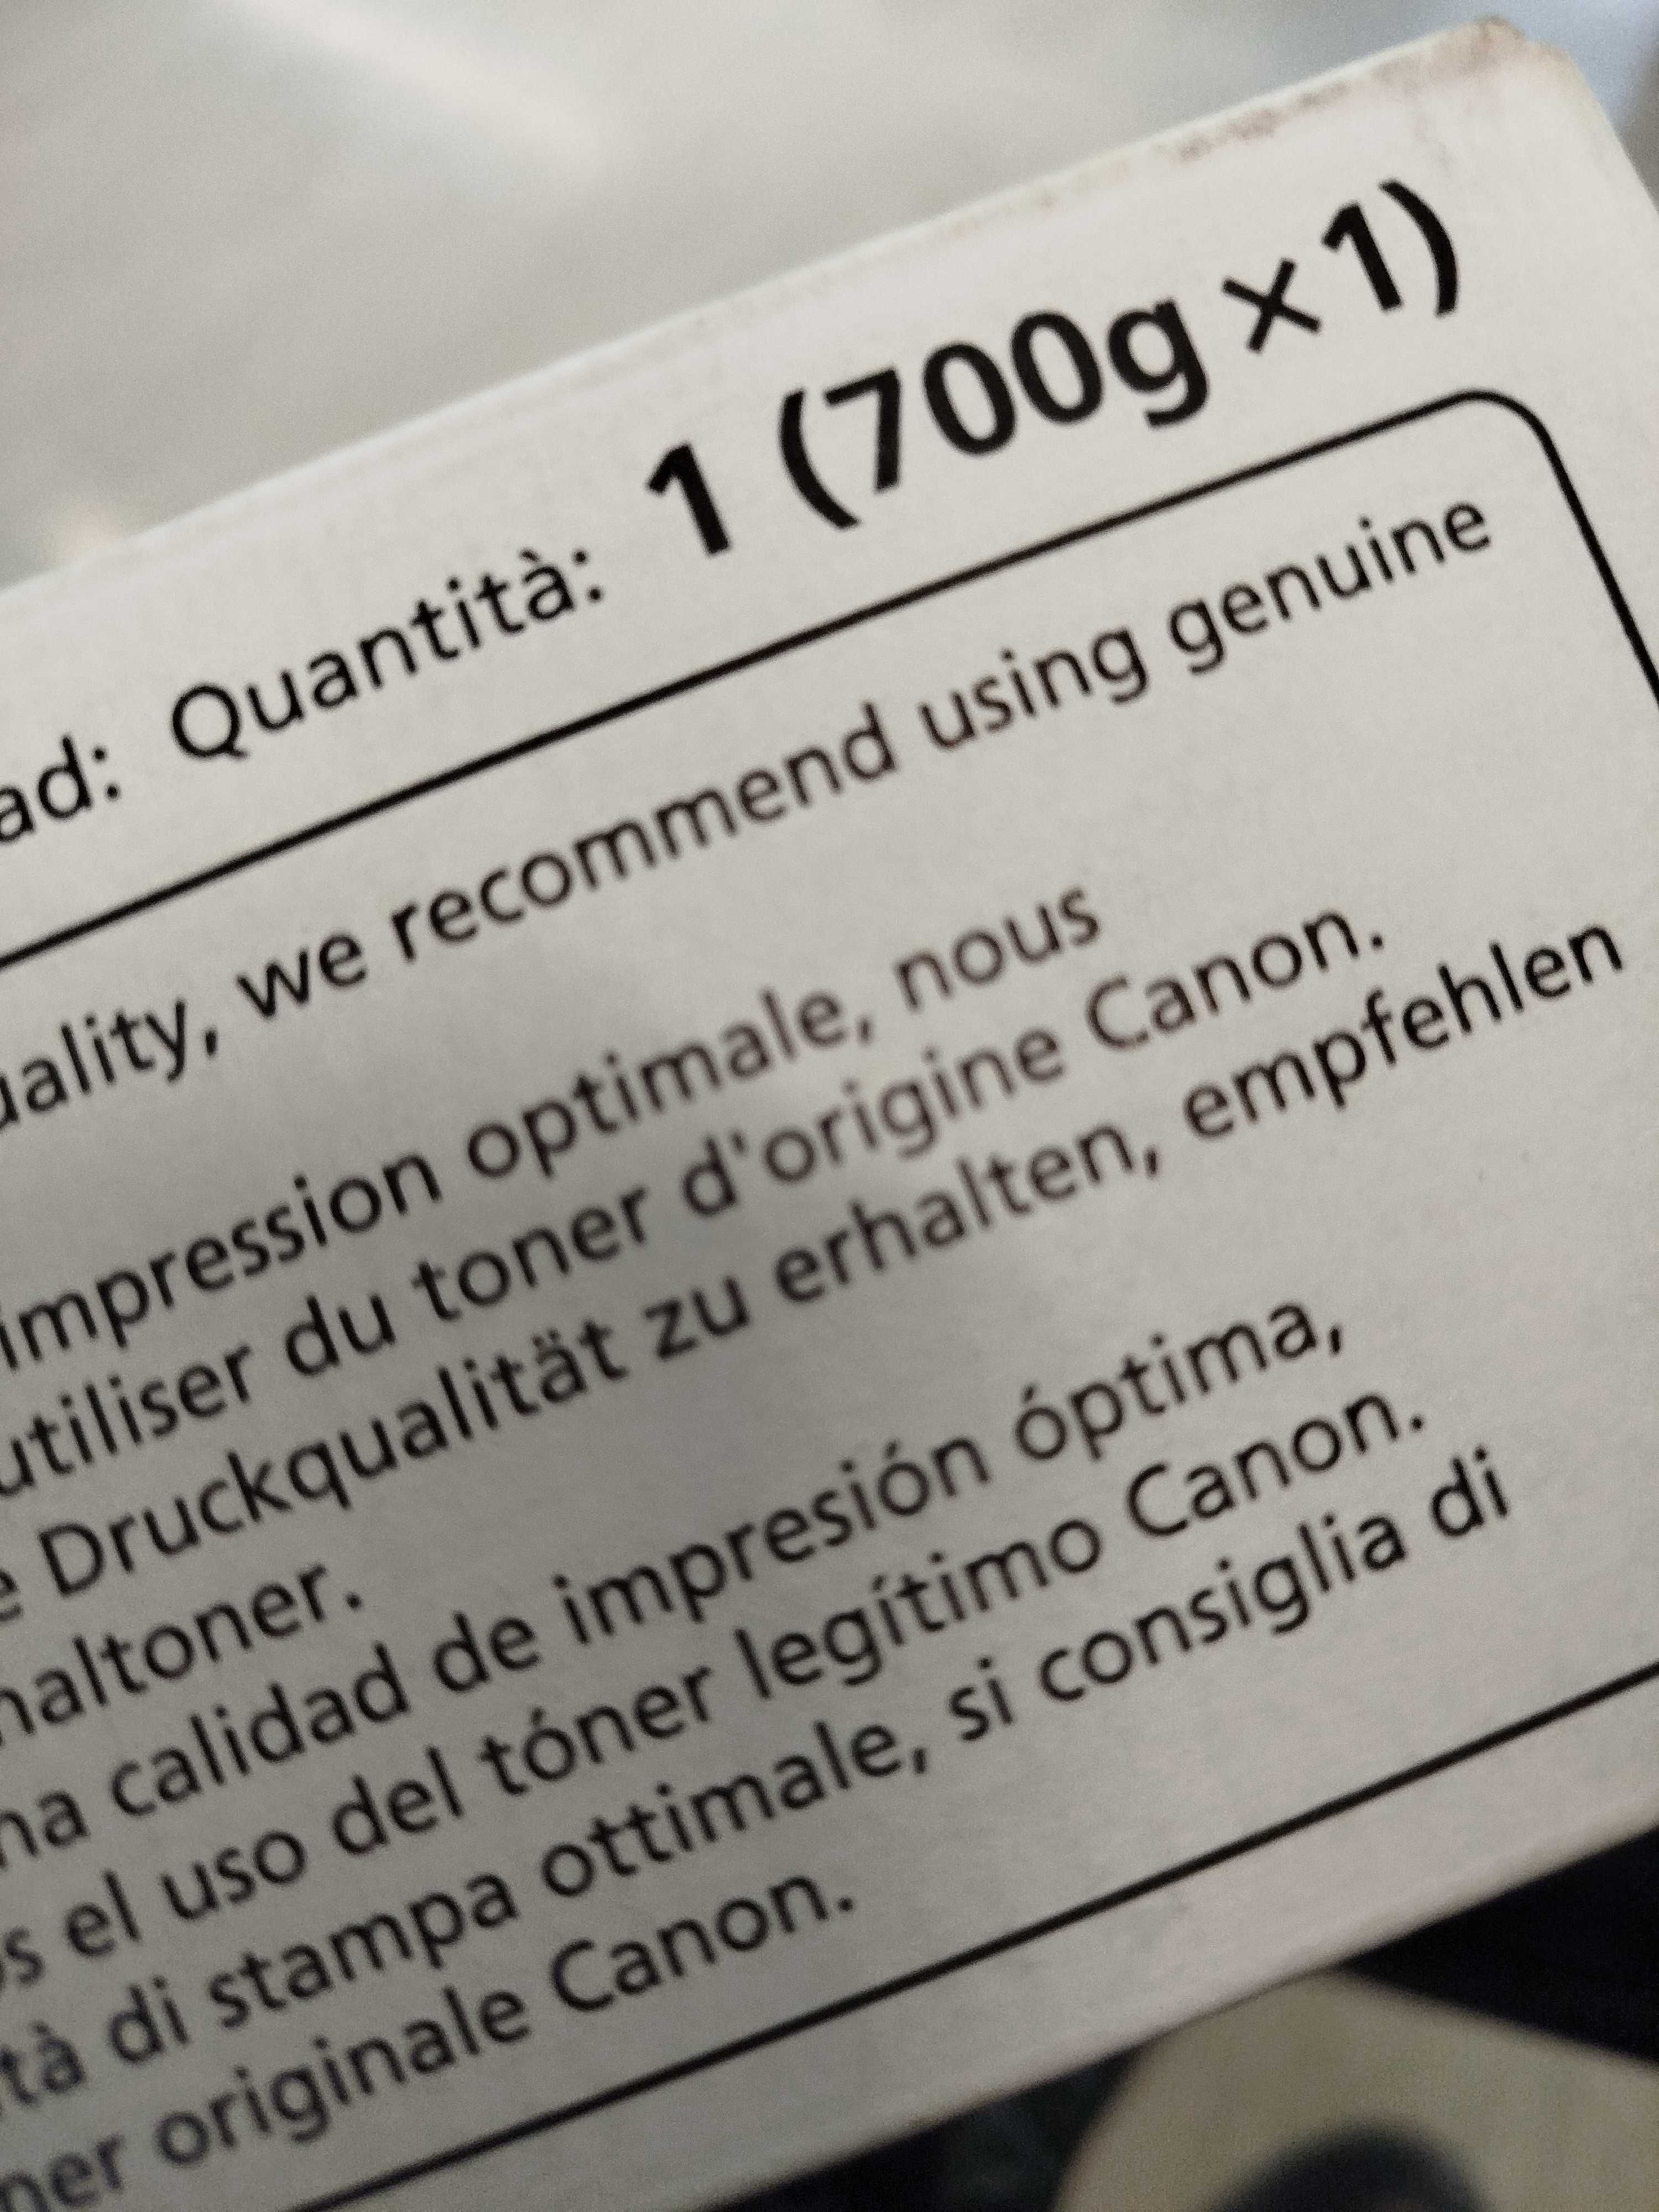 ad: Quantità: 1 (700g×1)
uality, we recommend using genuine
impression optimale, nous
utiliser du toner d'origine Canon.
e Druckqualität zu erhalten, empfehlen
naltoner.
na calidad de impresión óptima,
os el uso del tóner legítimo Canon.
tà di stampa ottimale, si consiglia di
ner originale Canon.